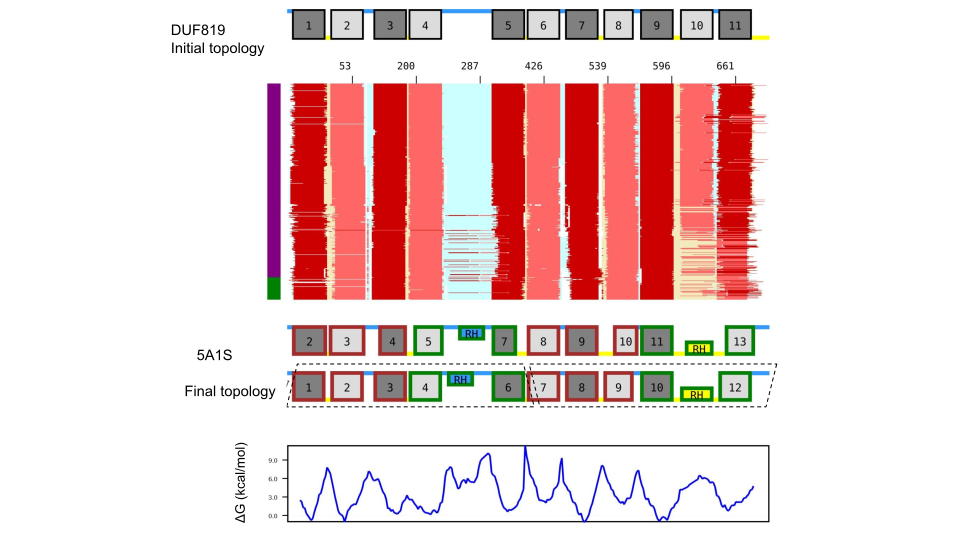 1 2 3 4 5 6 7 8 9 10 11
DUF819
Initial topology
53 200 287 426 539 596 661
5A1S
2 3 4 5 RH 7 8 9 10 11 RH 13
Final topology
1 2 3 4 RH 6 7 8 9 10 RH 12
ΔG (kcal/mol)
9.0
6.0
3.0
0.0